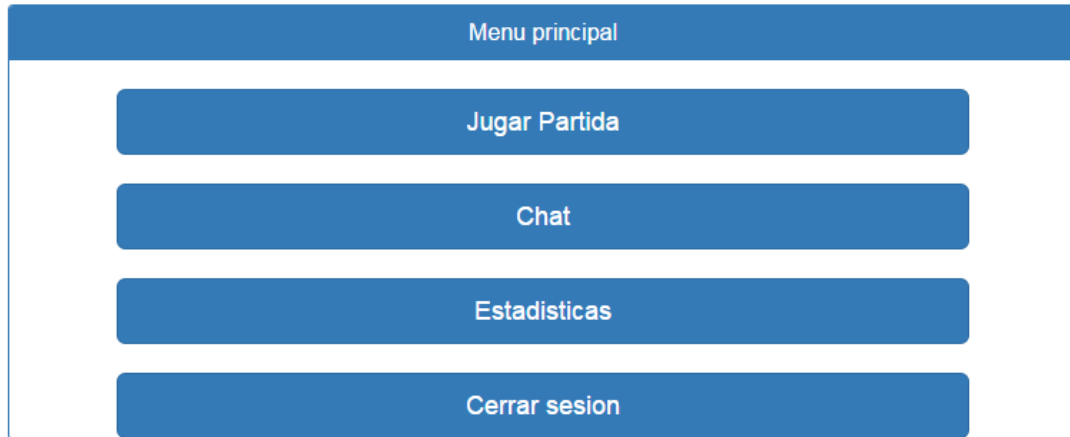 Menu principal
Jugar Partida
Chat
Estadisticas
Cerrar sesion